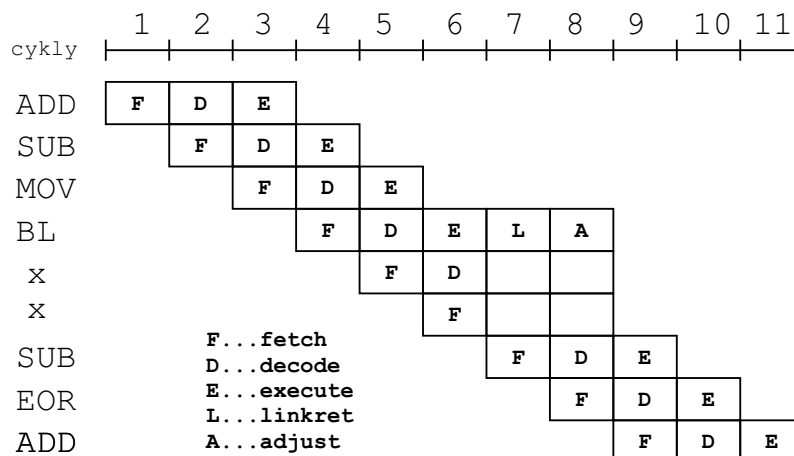 1 2 3 4 5 6 7 8 9 10 11
cykly
ADD F D E
SUB F D E
MOV F D E
BL F D E L A
x F D
x F
F...fetch
SUB F D E
D...decode
E...execute
EOR F D E
L...linkret
ADD F D E
A...adjust